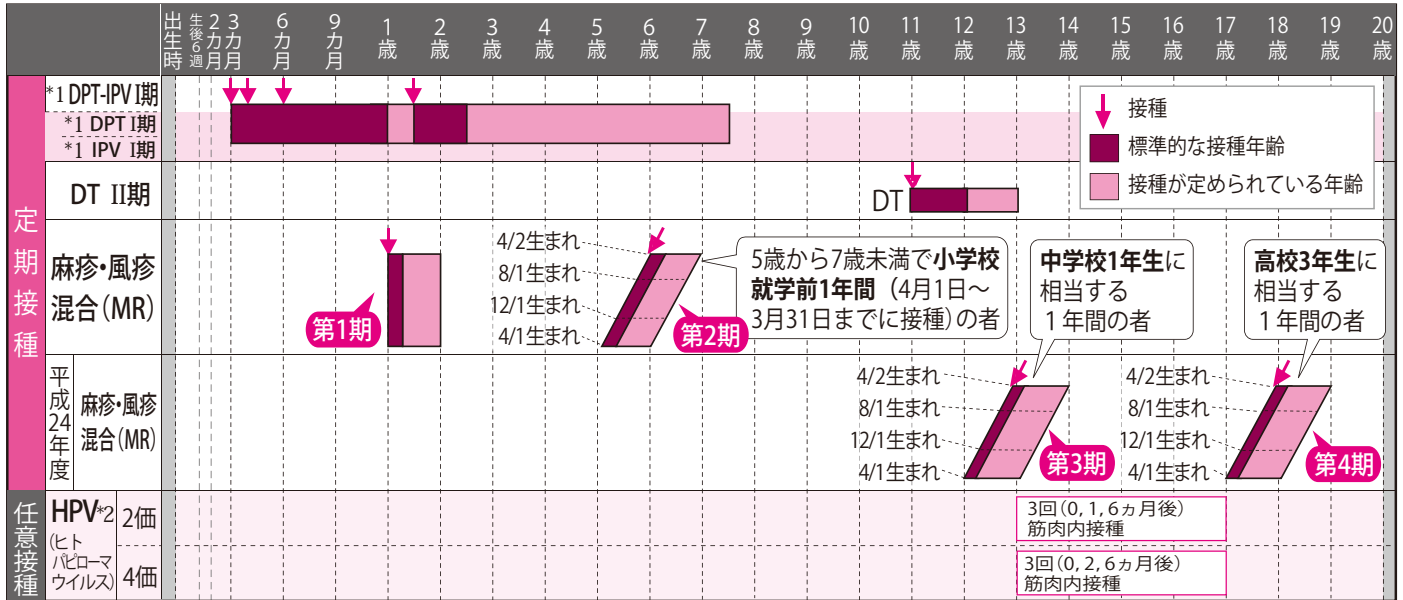 出生時
生後6週
2カ月
3カ月
6カ月
9カ月
1歳
2歳
3歳
4歳
5歳
6歳
7歳
8歳
9歳
10歳
11歳
12歳
13歳
14歳
15歳
16歳
17歳
18歳
19歳
20歳
定期接種
*1 DPT-IPV I期
*1 DPT I期
*1 IPV I期
接種
標準的な接種年齢
接種が定められている年齢
DT II期
DT
麻疹・風疹
混合(MR)
第1期
4/2生まれ
8/1生まれ
12/1生まれ
4/1生まれ
第2期
5歳から7歳未満で小学校
就学前1年間(4月1日〜
3月31日までに接種)の者
中学校1年生に
相当する
1年間の者
高校3年生に
相当する
1年間の者
平成24年度
麻疹・風疹
混合(MR)
4/2生まれ
8/1生まれ
12/1生まれ
4/1生まれ
第3期
4/2生まれ
8/1生まれ
12/1生まれ
4/1生まれ
第4期
任意接種
HPV*2
(ヒト
パピローマ
ウイルス)
2価
3回(0, 1, 6ヵ月後)
筋肉内接種
4価
3回(0, 2, 6ヵ月後)
筋肉内接種